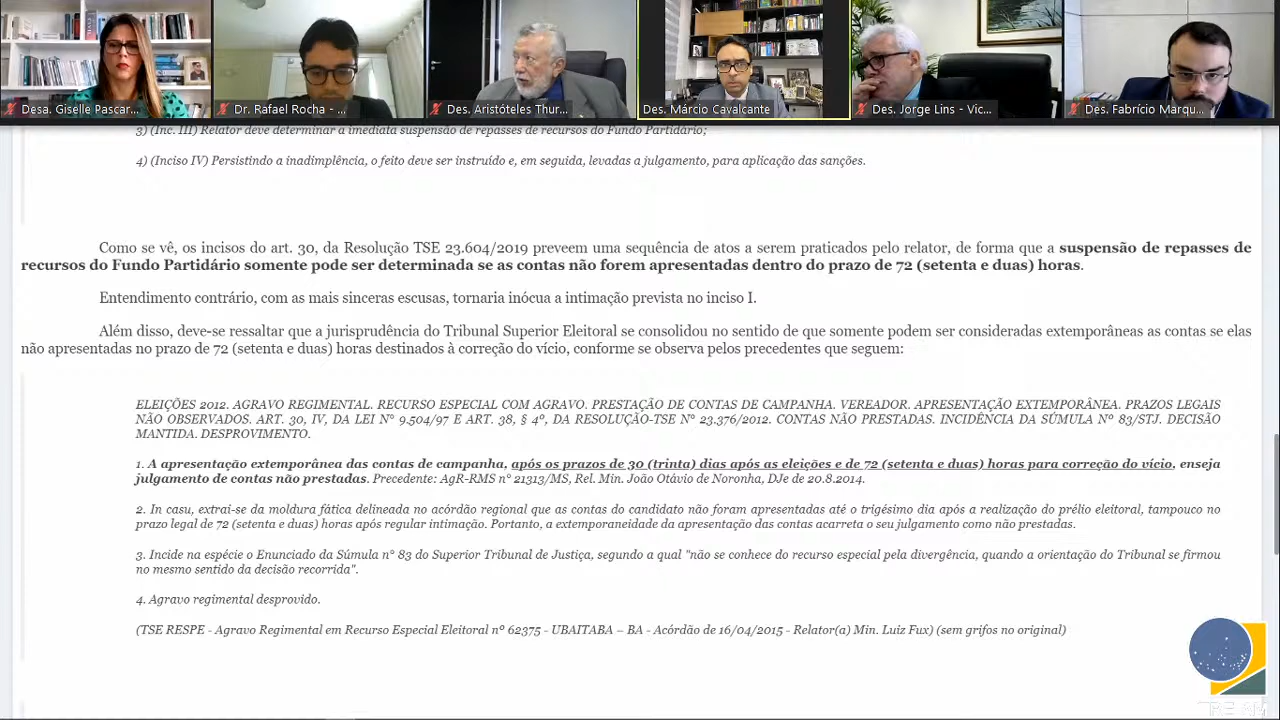 Desa. Giselle Pascar...
Dr. Rafael Rocha - ...
Des. Aristóteles Thur...
Des. Márcio Cavalcante
Des. Jorge Lins - Vic...
Des. Fabrício Marqu...
3) (Inc. III) Relator deve determinar a imediata suspensão de repasses de recursos do Fundo Partidário;
4) (Inciso IV) Persistindo a inadimplência, o feito deve ser instruído e, em seguida, levadas a julgamento, para aplicação das sanções.
Como se vê, os incisos do art. 30, da Resolução TSE 23.604/2019 preveem uma sequência de atos a serem praticados pelo relator, de forma que a suspensão de repasses de
recursos do Fundo Partidário somente pode ser determinada se as contas não forem apresentadas dentro do prazo de 72 (setenta e duas) horas.
Entendimento contrário, com as mais sinceras escusas, tornaria inócua a intimação prevista no inciso I.
Além disso, deve-se ressaltar que a jurisprudência do Tribunal Superior Eleitoral se consolidou no sentido de que somente podem ser consideradas extemporâneas as contas se elas
não apresentadas no prazo de 72 (setenta e duas) horas destinados à correção do vício, conforme se observa pelos precedentes que seguem:
ELEIÇÕES 2012. AGRAVO REGIMENTAL. RECURSO ESPECIAL COM AGRAVO. PRESTAÇÃO DE CONTAS DE CAMPANHA. VEREADOR. APRESENTAÇÃO EXTEMPORÂNEA. PRAZOS LEGAIS
NÃO OBSERVADOS. ART. 30, IV, DA LEI N° 9.504/97 E ART. 38, § 4º, DA RESOLUÇÃO-TSE N° 23.376/2012. CONTAS NÃO PRESTADAS. INCIDÊNCIA DA SÚMULA Nº 83/STJ. DECISÃO
MANTIDA. DESPROVIMENTO.
1. A apresentação extemporânea das contas de campanha, após os prazos de 30 (trinta) dias após as eleições e de 72 (setenta e duas) horas para correção do vício, enseja
julgamento de contas não prestadas. Precedente: AgR-RMS n° 21313/MS, Rel. Min. João Otávio de Noronha, DJe de 20.8.2014.
2. In casu, extrai-se da moldura fática delineada no acórdão regional que as contas do candidato não foram apresentadas até o trigésimo dia após a realização do prélio eleitoral, tampouco no
prazo legal de 72 (setenta e duas) horas após regular intimação. Portanto, a extemporaneidade da apresentação das contas acarreta o seu julgamento como não prestadas.
3. Incide na espécie o Enunciado da Súmula n° 83 do Superior Tribunal de Justiça, segundo a qual "não se conhece do recurso especial pela divergência, quando a orientação do Tribunal se firmou
no mesmo sentido da decisão recorrida".
4. Agravo regimental desprovido.
(TSE RESPE - Agravo Regimental em Recurso Especial Eleitoral nº 62375 - UBAITABA – BA - Acórdão de 16/04/2015 - Relator(a) Min. Luiz Fux) (sem grifos no original)
TRE AM